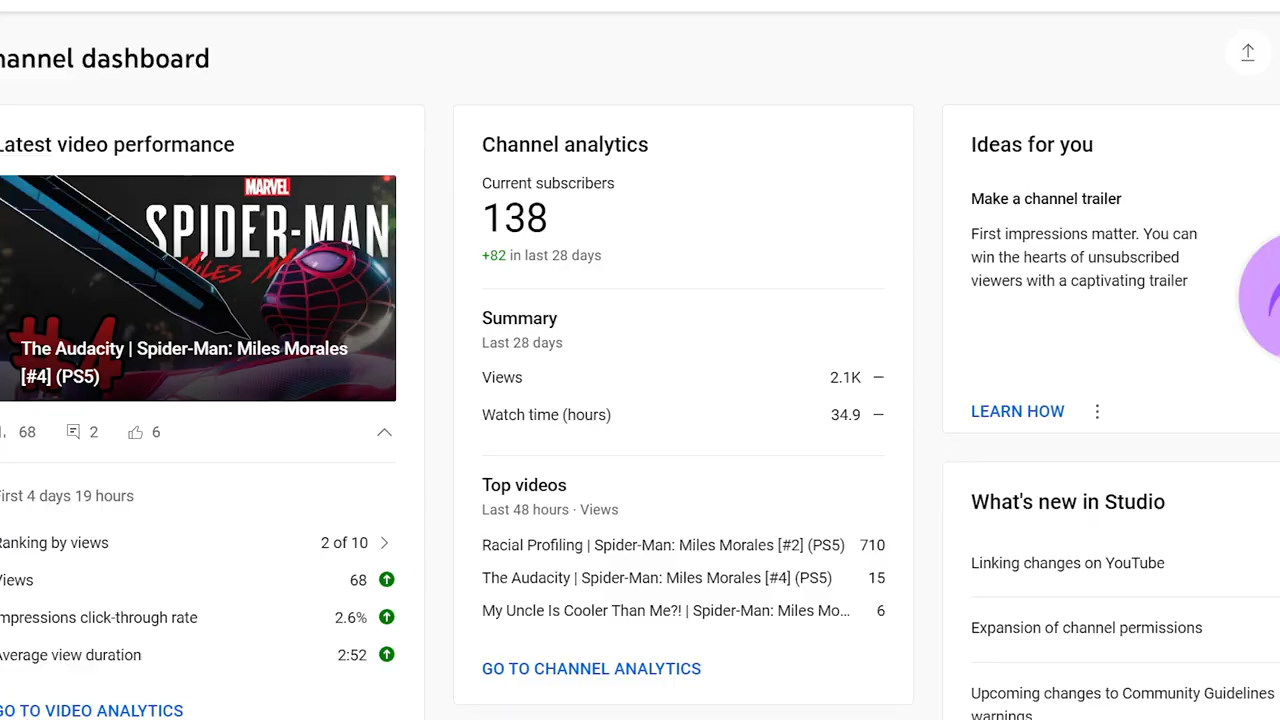 hannel dashboard
Latest video performance
MARVEL
SPIDER-MAN
MILES M
#4
The Audacity | Spider-Man: Miles Morales
[#4] (PS5)
68 2 6
First 4 days 19 hours
Ranking by views 2 of 10
Views 68
Impressions click-through rate 2.6%
Average view duration 2:52
GO TO VIDEO ANALYTICS
Channel analytics
Current subscribers
138
+82 in last 28 days
Summary
Last 28 days
Views 2.1K —
Watch time (hours) 34.9 —
Top videos
Last 48 hours · Views
Racial Profiling | Spider-Man: Miles Morales [#2] (PS5) 710
The Audacity | Spider-Man: Miles Morales [#4] (PS5) 15
My Uncle Is Cooler Than Me?! | Spider-Man: Miles Mo... 6
GO TO CHANNEL ANALYTICS
Ideas for you
Make a channel trailer
First impressions matter. You can
win the hearts of unsubscribed
viewers with a captivating trailer
LEARN HOW
What's new in Studio
Linking changes on YouTube
Expansion of channel permissions
Upcoming changes to Community Guidelines
warnings